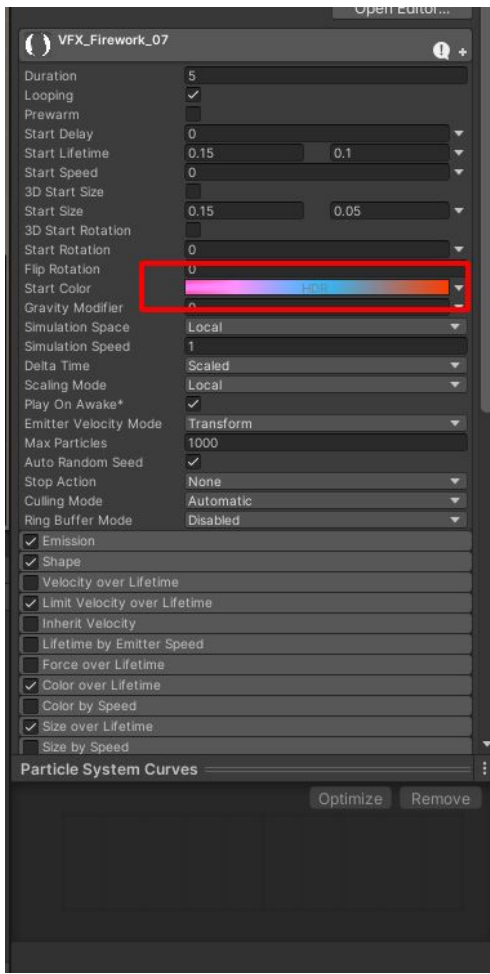 Open Editor...
VFX_Firework_07
Duration 5
Looping
Prewarm
Start Delay 0
Start Lifetime 0.15 0.1
Start Speed 0
3D Start Size
Start Size 0.15 0.05
3D Start Rotation
Start Rotation 0
Flip Rotation 0
Start Color HDR
Gravity Modifier 0
Simulation Space Local
Simulation Speed 1
Delta Time Scaled
Scaling Mode Local
Play On Awake*
Emitter Velocity Mode Transform
Max Particles 1000
Auto Random Seed
Stop Action None
Culling Mode Automatic
Ring Buffer Mode Disabled
Emission
Shape
Velocity over Lifetime
Limit Velocity over Lifetime
Inherit Velocity
Lifetime by Emitter Speed
Force over Lifetime
Color over Lifetime
Color by Speed
Size over Lifetime
Size by Speed
Particle System Curves
Optimize Remove